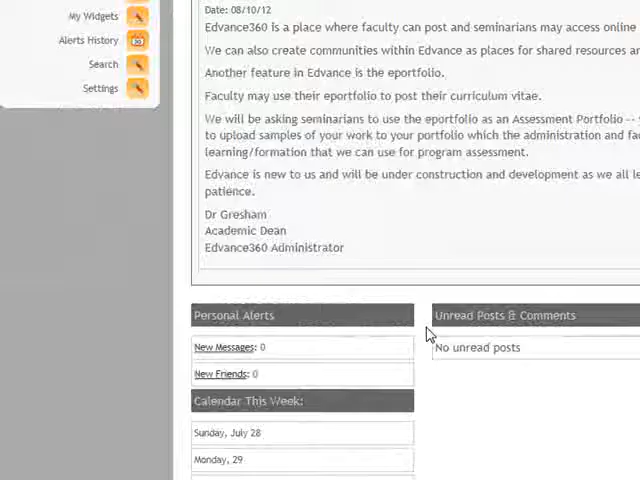 My Widgets
Alerts History
Search
Settings
Date: 08/10/12
Edvance360 is a place where faculty can post and seminarians may access online
We can also create communities within Edvance as places for shared resources
Another feature in Edvance is the eportfolio.
Faculty may use their eportfolio to post their curriculum vitae.
We will be asking seminarians to use the eportfolio as an Assessment Portfolio --
to upload samples of your work to your portfolio which the administration and
learning/formation that we can use for program assessment.
Edvance is new to us and will be under construction and development as we all
patience.
Dr Gresham
Academic Dean
Edvance360 Administrator
Personal Alerts
New Messages: 0
New Friends: 0
Calendar This Week:
Sunday, July 28
Monday, 29
Unread Posts & Comments
No unread posts